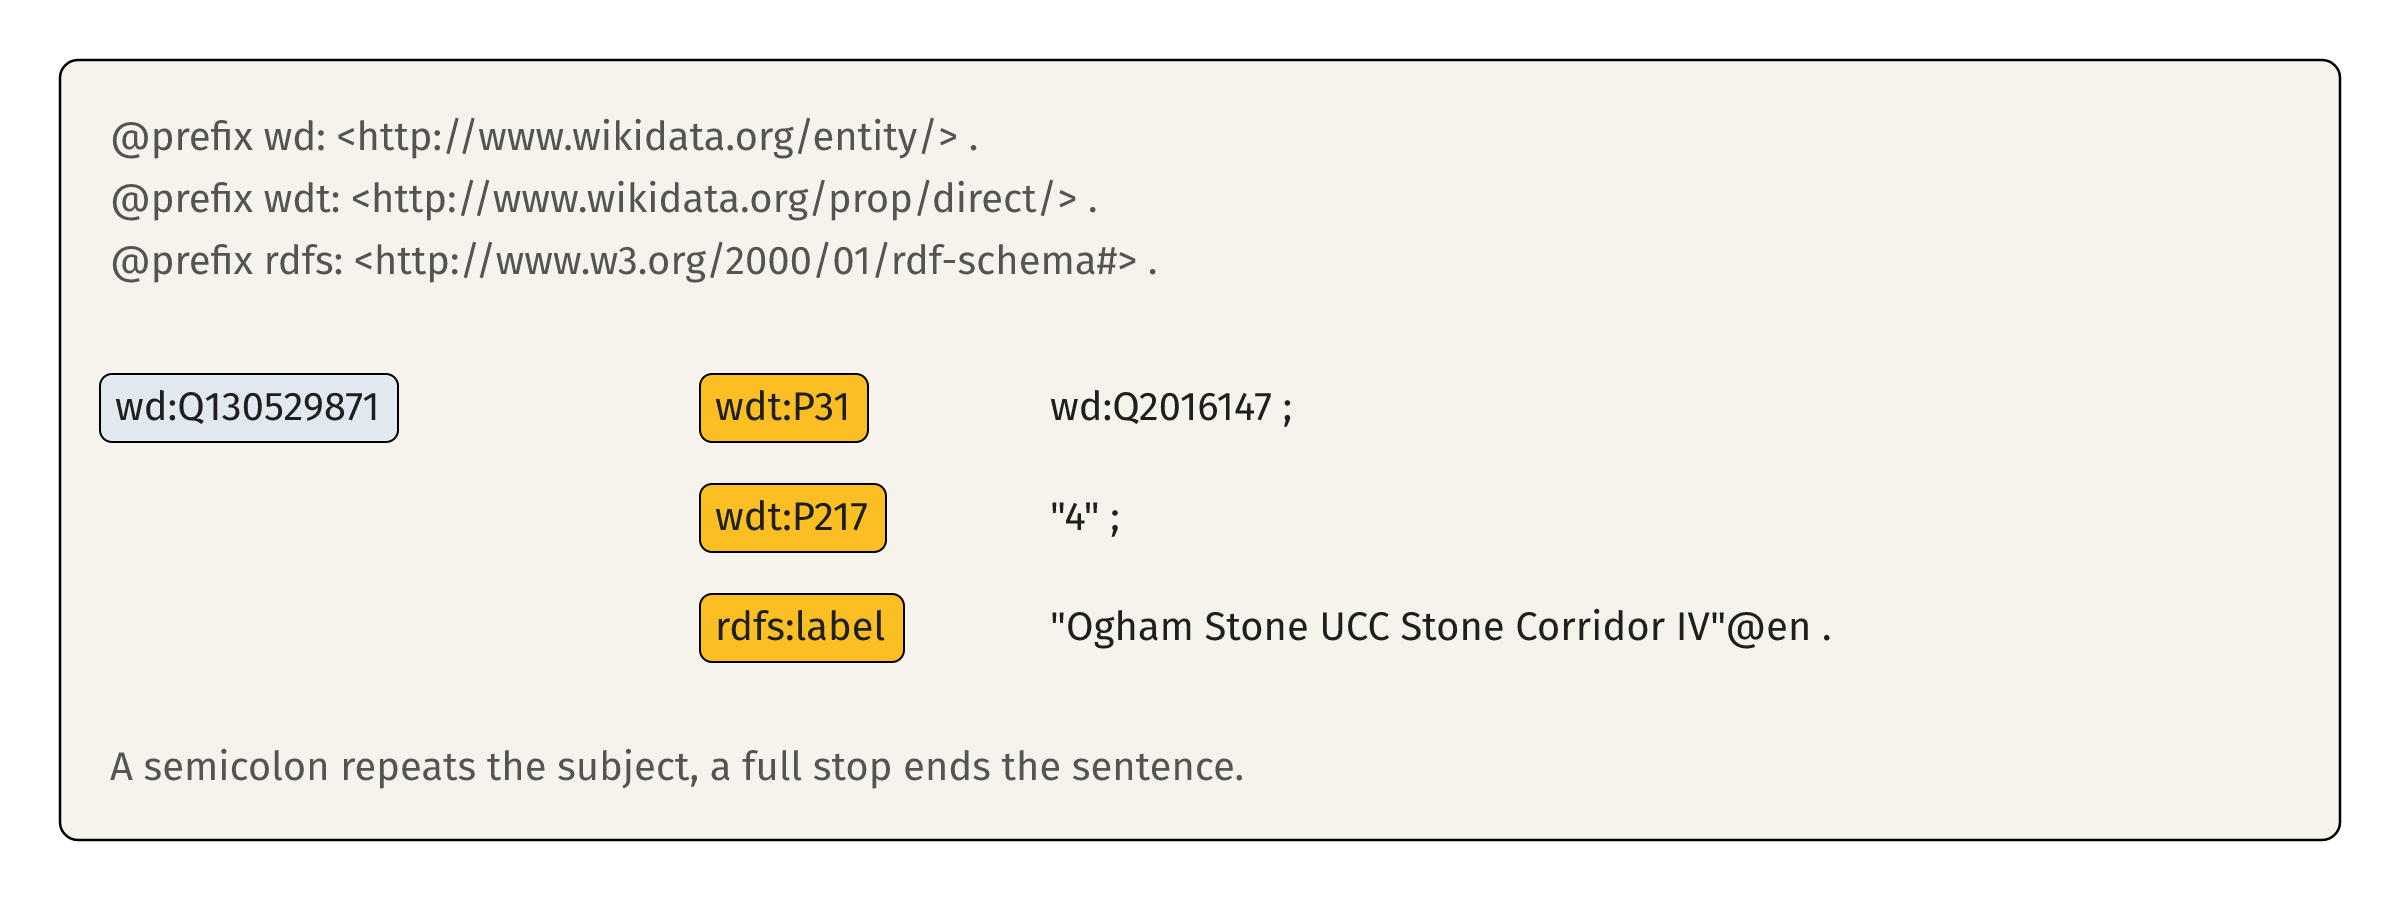 @prefix wd: <http://www.wikidata.org/entity/> .
@prefix wdt: <http://www.wikidata.org/prop/direct/> .
@prefix rdfs: <http://www.w3.org/2000/01/rdf-schema#> .
wd:Q130529871 wdt:P31 wd:Q2016147 ;
wdt:P217 "4" ;
rdfs:label "Ogham Stone UCC Stone Corridor IV"@en .
A semicolon repeats the subject, a full stop ends the sentence.